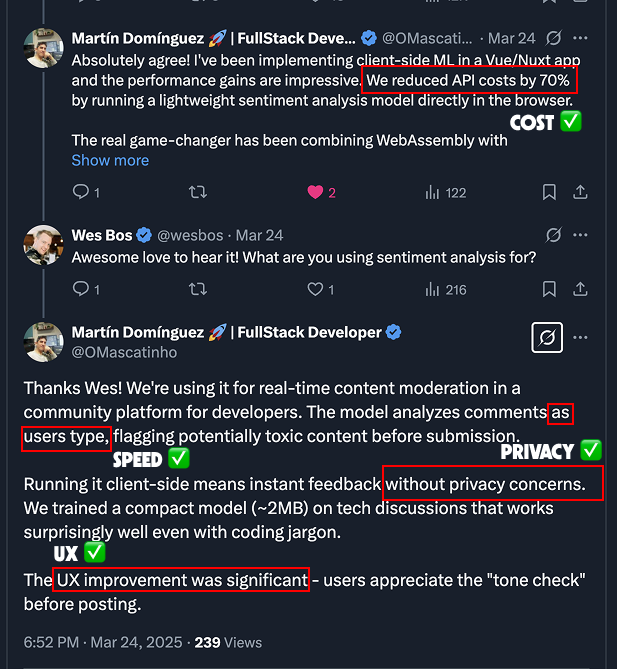 Martín Domínguez 🚀 | FullStack Deve... @OMascati... · Mar 24
Absolutely agree! I've been implementing client-side ML in a Vue/Nuxt app
and the performance gains are impressive. We reduced API costs by 70%
by running a lightweight sentiment analysis model directly in the browser.
COST ✅
The real game-changer has been combining WebAssembly with
Show more
1 2 122
Wes Bos @wesbos · Mar 24
Awesome love to hear it! What are you using sentiment analysis for?
1 1 216
Martín Domínguez 🚀 | FullStack Developer
@OMascatinho
Thanks Wes! We're using it for real-time content moderation in a
community platform for developers. The model analyzes comments as
users type, flagging potentially toxic content before submission.
SPEED ✅ PRIVACY ✅
Running it client-side means instant feedback without privacy concerns.
We trained a compact model (~2MB) on tech discussions that works
surprisingly well even with coding jargon.
UX ✅
The UX improvement was significant - users appreciate the "tone check"
before posting.
6:52 PM · Mar 24, 2025 · 239 Views